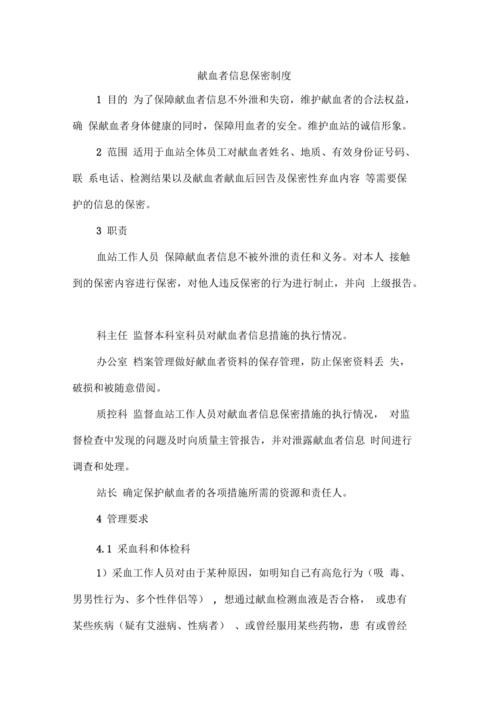 献血者信息保密制度
1 目的 为了保障献血者信息不外泄和失窃，维护献血者的合法权益，
确 保献血者身体健康的同时，保障用血者的安全。维护血站的诚信形象。
2 范围 适用于血站全体员工对献血者姓名、地质、有效身份证号码、
联 系电话、检测结果以及献血者献血后回告及保密性弃血内容 等需要保
护的信息的保密。
3 职责
血站工作人员 保障献血者信息不被外泄的责任和义务。对本人 接触
到的保密内容进行保密，对他人违反保密的行为进行制止，并向 上级报告。
科主任 监督本科室科员对献血者信息措施的执行情况。
办公室 档案管理做好献血者资料的保存管理，防止保密资料丢 失，
破损和被随意借阅。
质控科 监督血站工作人员对献血者信息保密措施的执行情况， 对监
督检查中发现的问题及时向质量主管报告，并对泄露献血者信息 时间进行
调查和处理。
站长 确定保护献血者的各项措施所需的资源和责任人。
4 管理要求
4.1 采血科和体检科
1）采血工作人员对由于某种原因，如明知自己有高危行为（吸 毒、
男男性行为、多个性伴侣等） , 想通过献血检测血液是否合格， 或患有
某些疾病（疑有艾滋病、性病者） 、或曾经服用某些药物，患 有或曾经